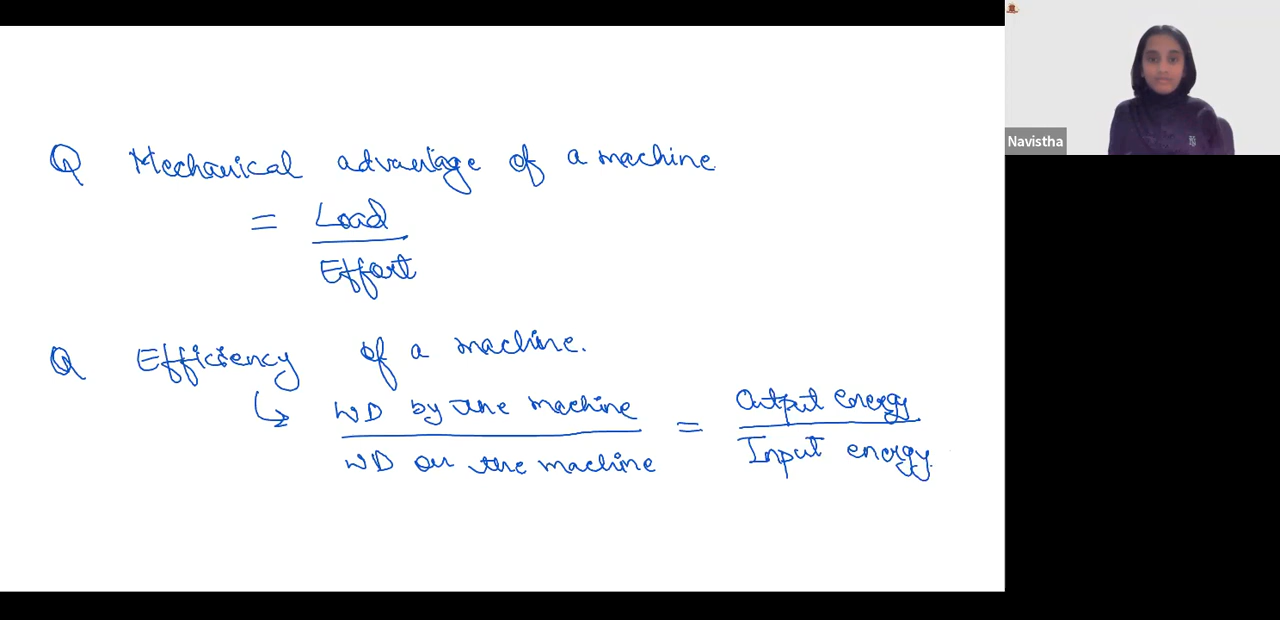 Q Mechanical advantage of a machine
= Load
Effort
Q Efficiency of a machine.
↳ WD by the machine = Output energy
WD on the machine Input energy.
Navistha